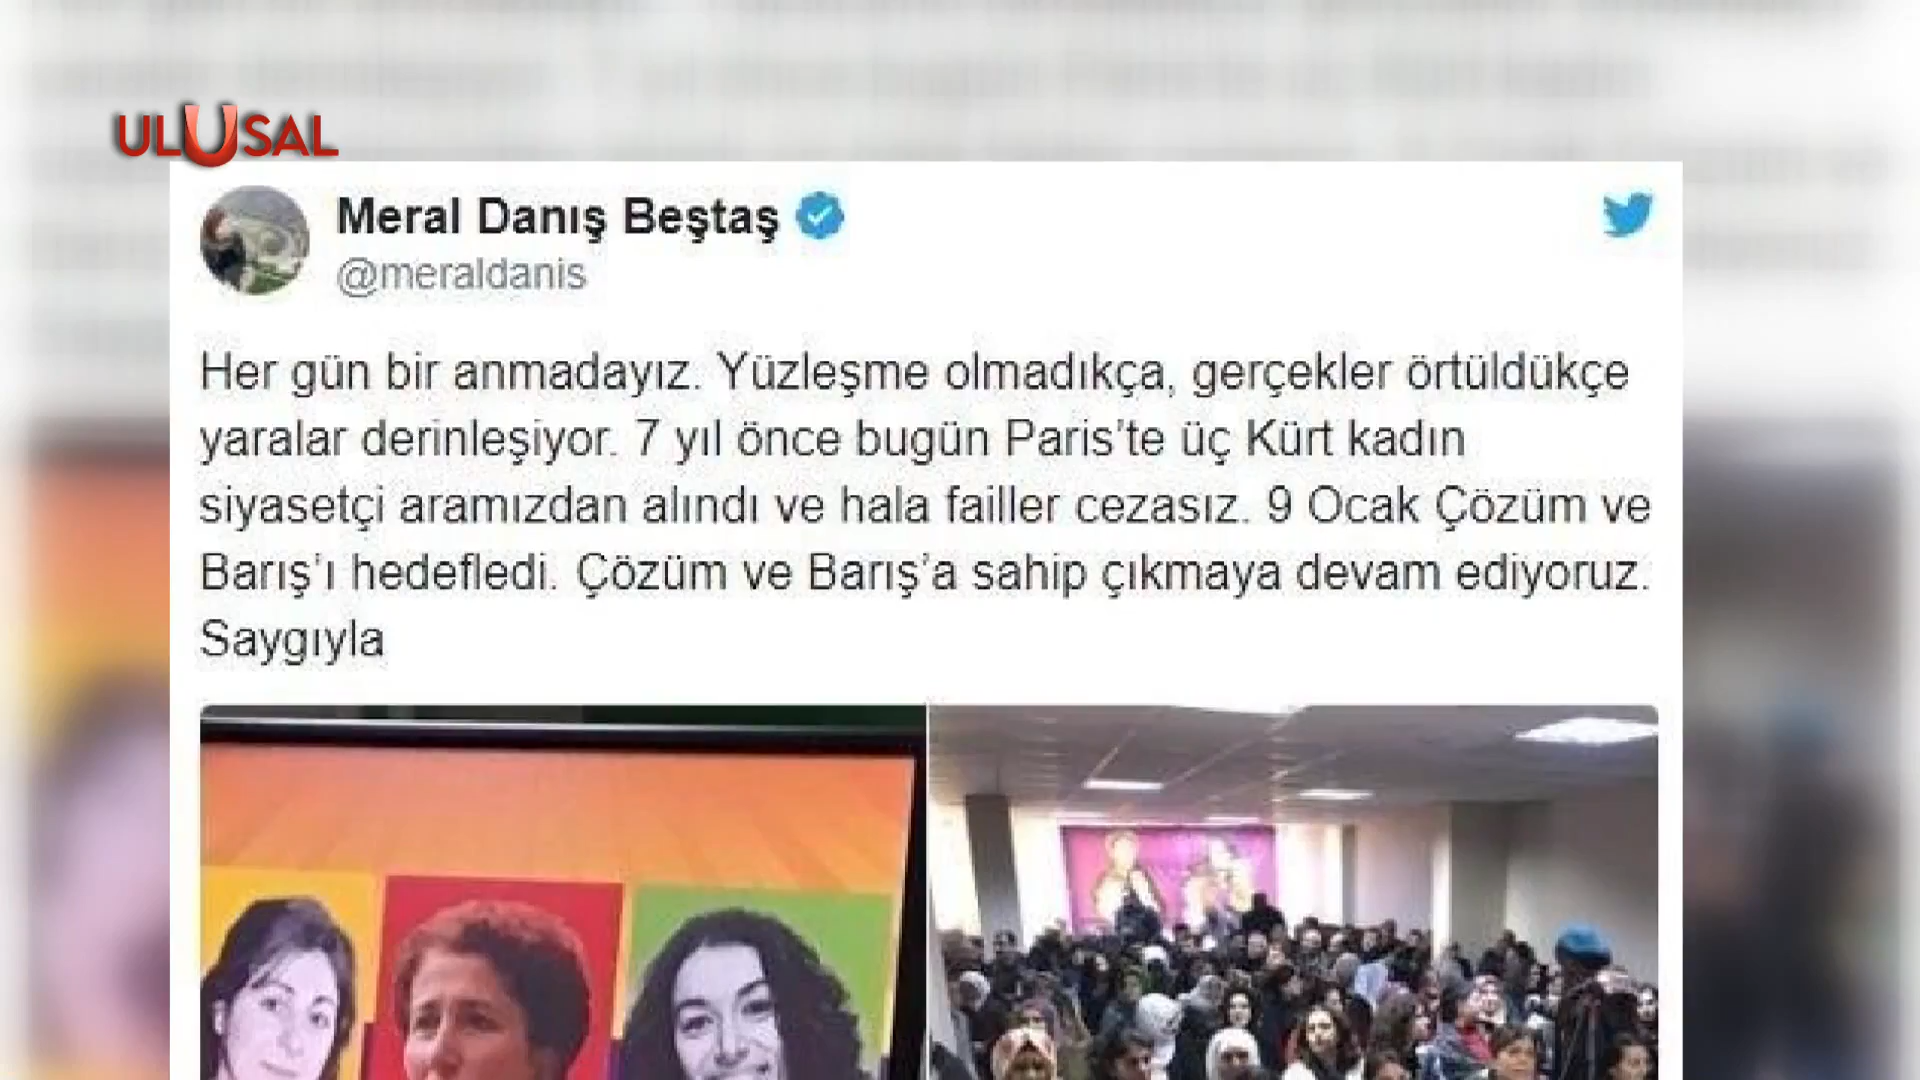 ULUSAL
Meral Danış Beştaş
@meraldanis
Her gün bir anmadayız. Yüzleşme olmadıkça, gerçekler örtüldükçe
yaralar derinleşiyor. 7 yıl önce bugün Paris’te üç Kürt kadın
siyasetçi aramızdan alındı ve hala failler cezasız. 9 Ocak Çözüm ve
Barış’ı hedefledi. Çözüm ve Barış’a sahip çıkmaya devam ediyoruz.
Saygıyla